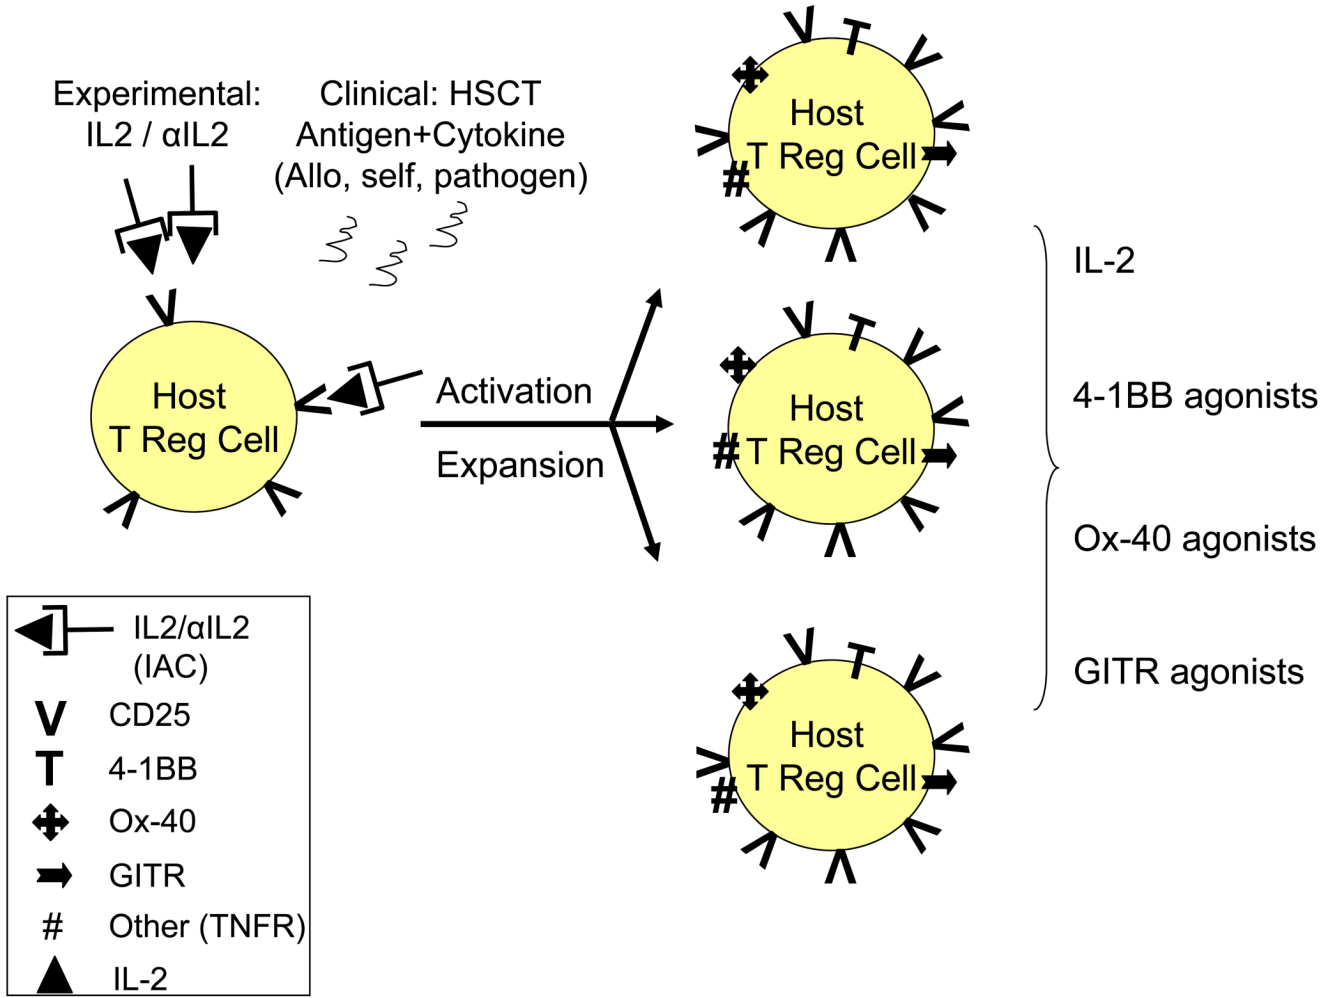 Experimental:
IL2 / αIL2
Clinical: HSCT
Antigen+Cytokine
(Allo, self, pathogen)
Host
T Reg Cell
Activation
Expansion
Host
T Reg Cell
#
Host
T Reg Cell
#
Host
T Reg Cell
#
IL-2
4-1BB agonists
Ox-40 agonists
GITR agonists
IL2/αIL2
(IAC)
V CD25
T 4-1BB
Ox-40
GITR
# Other (TNFR)
IL-2